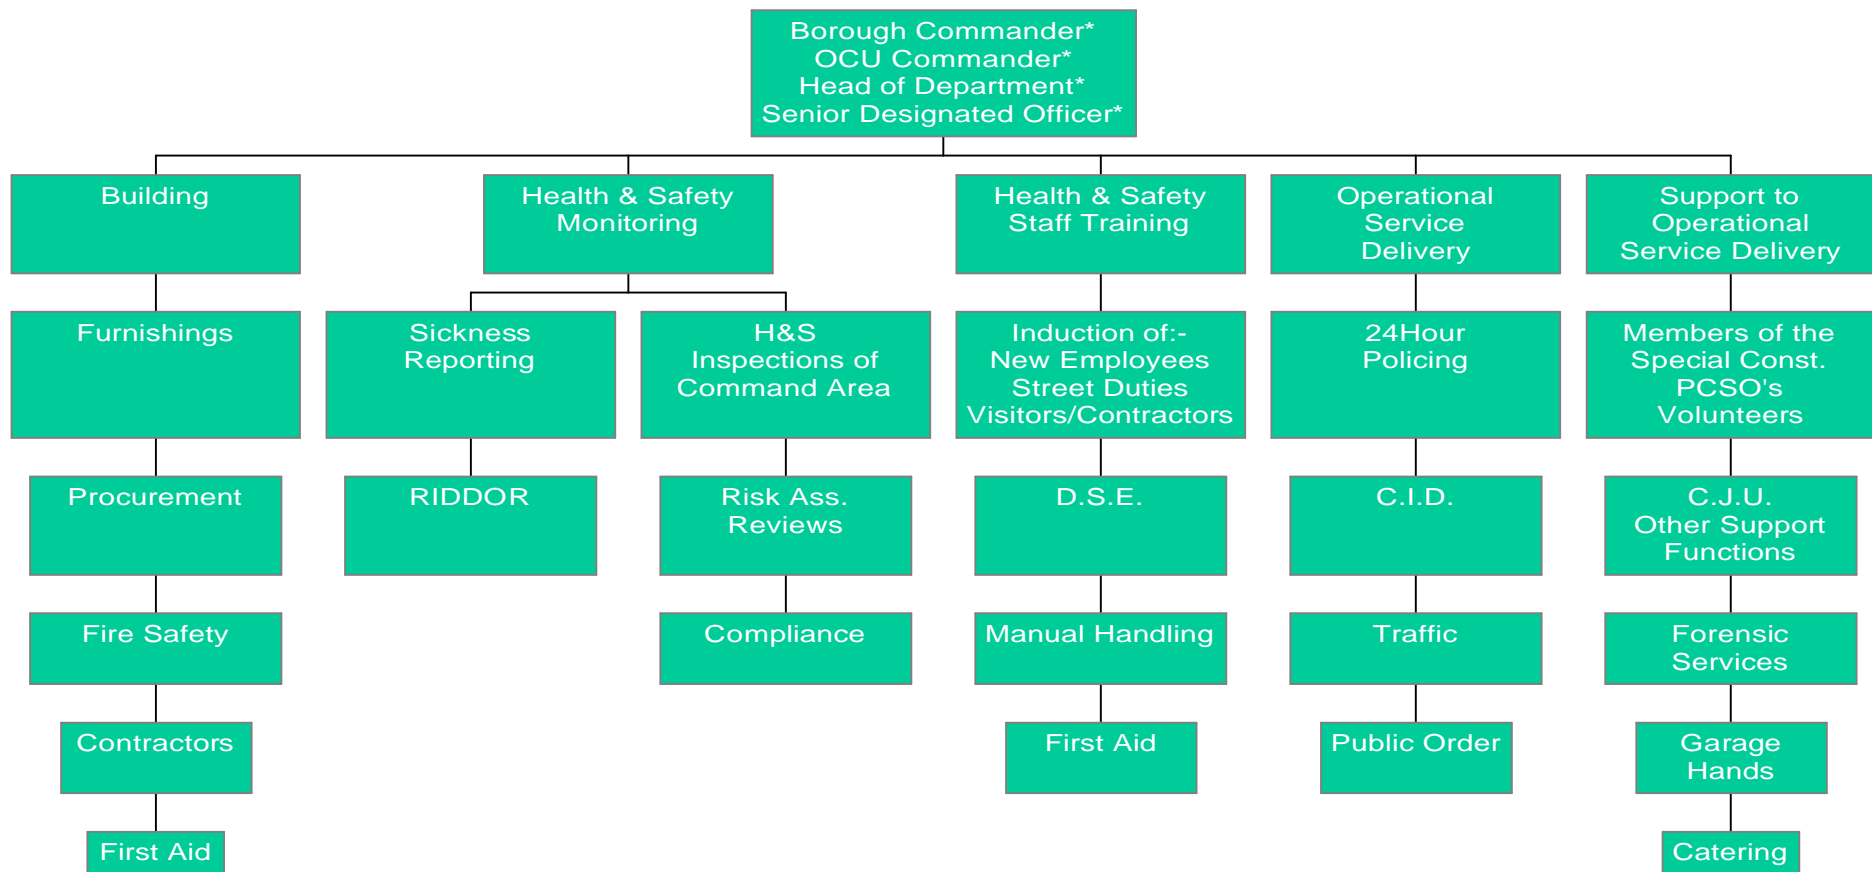 Borough Commander*
OCU Commander*
Head of Department*
Senior Designated Officer*
Building
Health & Safety
Monitoring
Health & Safety
Staff Training
Operational
Service
Delivery
Support to
Operational
Service Delivery
Furnishings
Sickness
Reporting
H&S
Inspections of
Command Area
Induction of:-
New Employees
Street Duties
Visitors/Contractors
24Hour
Policing
Members of the
Special Const.
PCSO's
Volunteers
Procurement
RIDDOR
Risk Ass.
Reviews
D.S.E.
C.I.D.
C.J.U.
Other Support
Functions
Fire Safety
Compliance
Manual Handling
Traffic
Forensic
Services
Contractors
First Aid
Public Order
Garage
Hands
First Aid
Catering